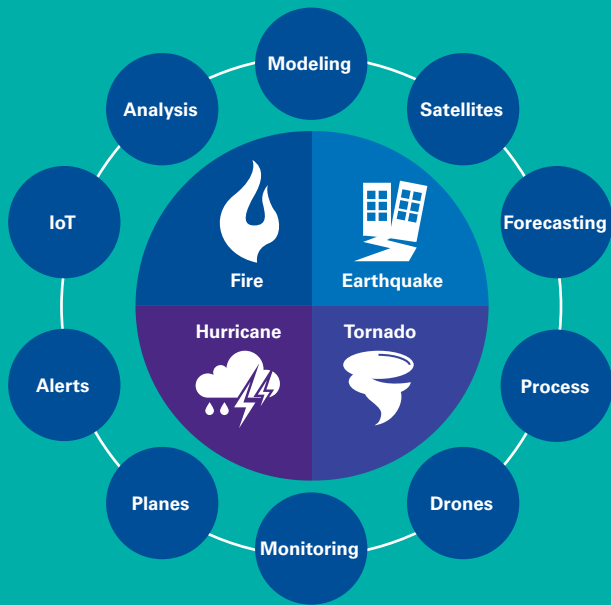 Modeling
Analysis
Satellites
IoT
Forecasting
Fire
Earthquake
Hurricane
Tornado
Alerts
Process
Planes
Drones
Monitoring